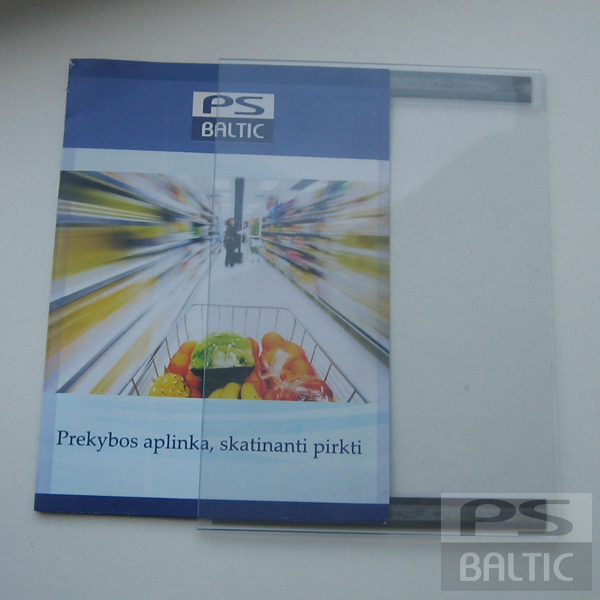 PS
BALTIC
Prekybos aplinka, skatinanti pirkti
PS
BALTIC